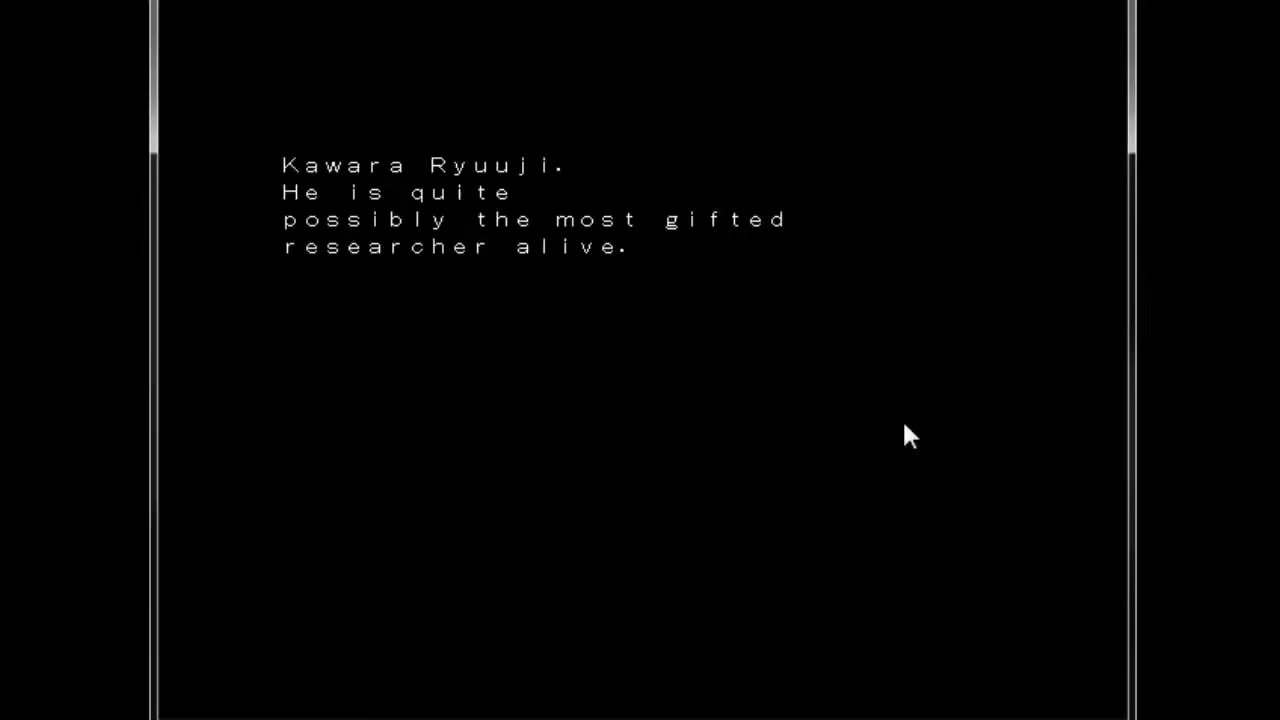 Kawara Ryuuji.
He is quite
possibly the most gifted
researcher alive.